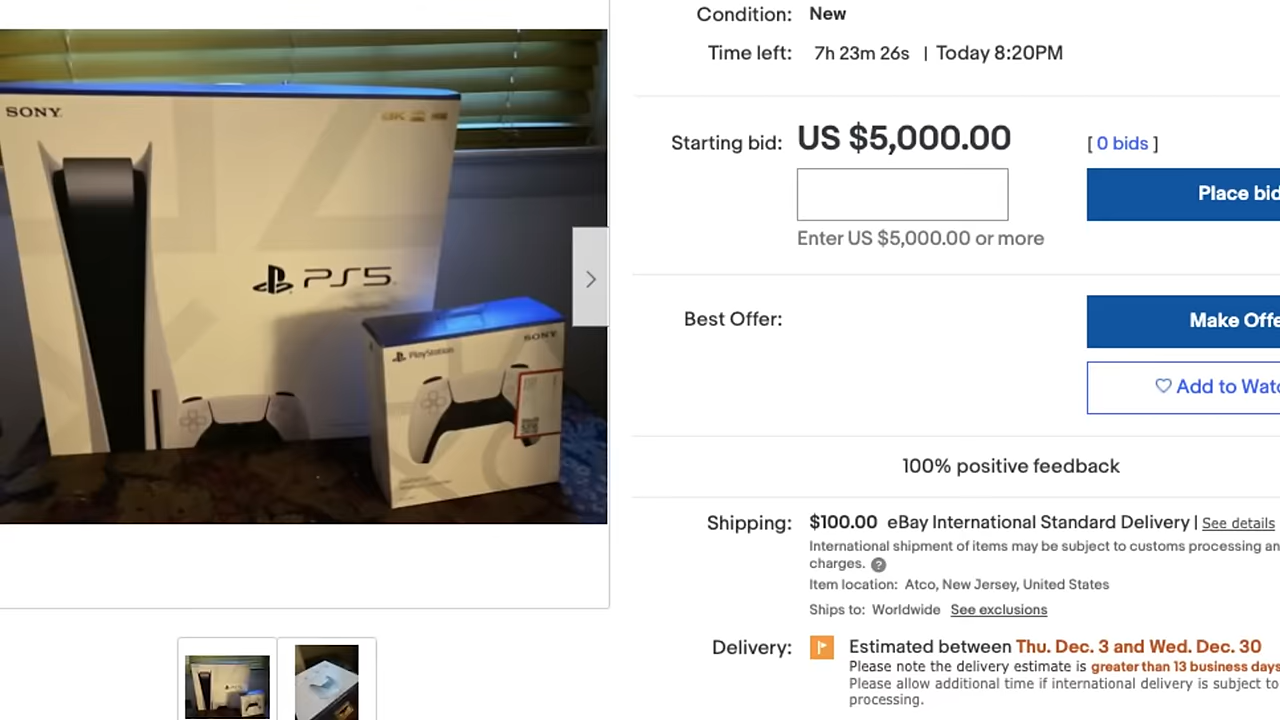 Condition: New
Time left: 7h 23m 26s | Today 8:20PM
SONY
4K
PS5
SONY
PlayStation
Starting bid: US $5,000.00 [ 0 bids ]
Place bid
Enter US $5,000.00 or more
Best Offer:
Make Offe
Add to Watc
100% positive feedback
Shipping: $100.00 eBay International Standard Delivery | See details
International shipment of items may be subject to customs processing an
charges. ?
Item location: Atco, New Jersey, United States
Ships to: Worldwide See exclusions
Delivery: Estimated between Thu. Dec. 3 and Wed. Dec. 30
Please note the delivery estimate is greater than 13 business days
Please allow additional time if international delivery is subject to
processing.